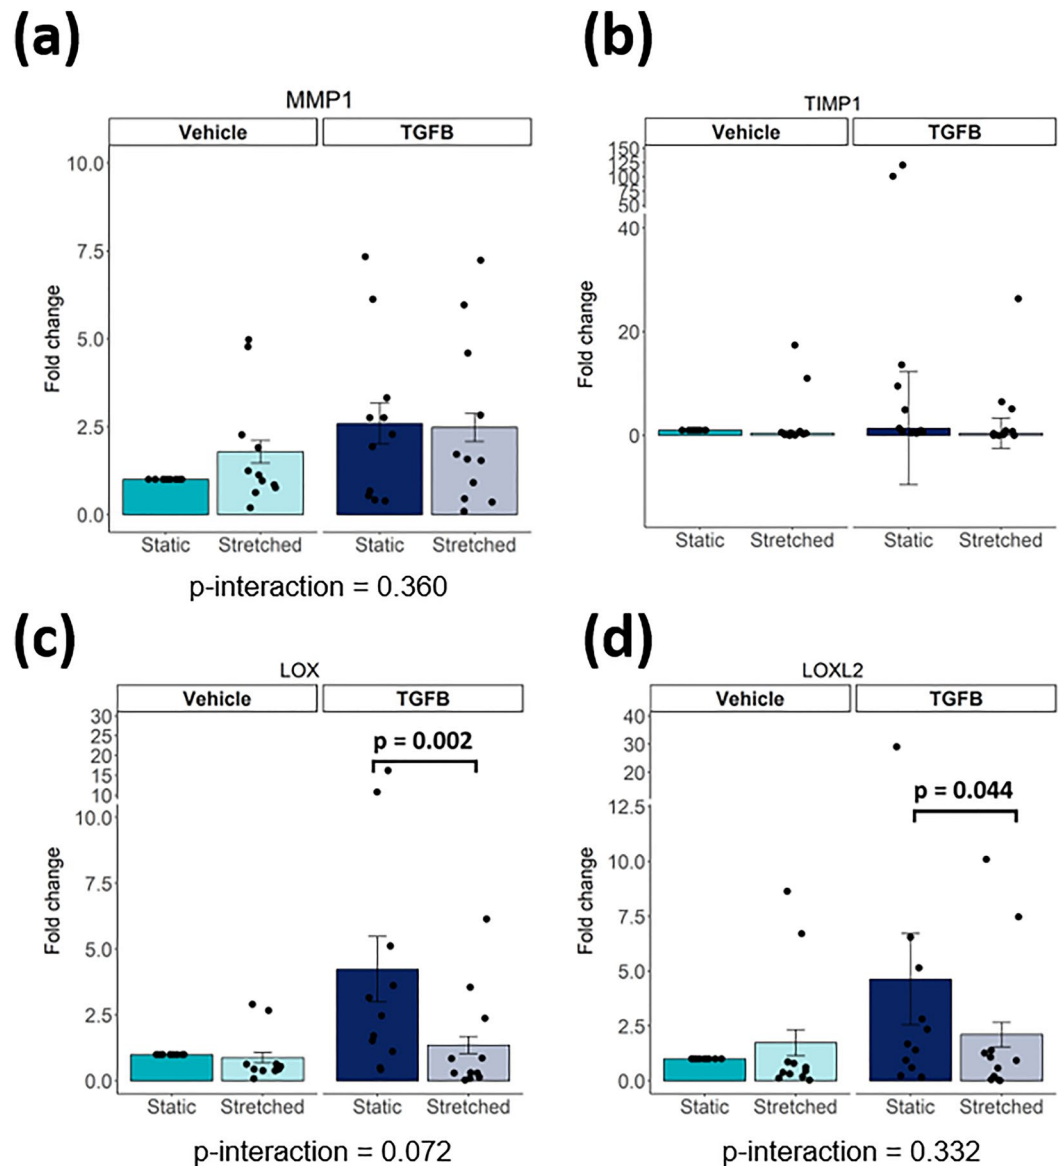 (a)
MMP1
Vehicle TGFB
Fold change
10.0
7.5
5.0
2.5
0.0
Static Stretched Static Stretched
p-interaction = 0.360
(b)
TIMP1
Vehicle TGFB
Fold change
150
125
100
75
50
40
20
0
Static Stretched Static Stretched
(c)
LOX
Vehicle TGFB
Fold change
30
25
20
15
10
10.0
7.5
5.0
2.5
0.0
p = 0.002
Static Stretched Static Stretched
p-interaction = 0.072
(d)
LOXL2
Vehicle TGFB
Fold change
40
30
20
12.5
10.0
7.5
5.0
2.5
0.0
p = 0.044
Static Stretched Static Stretched
p-interaction = 0.332